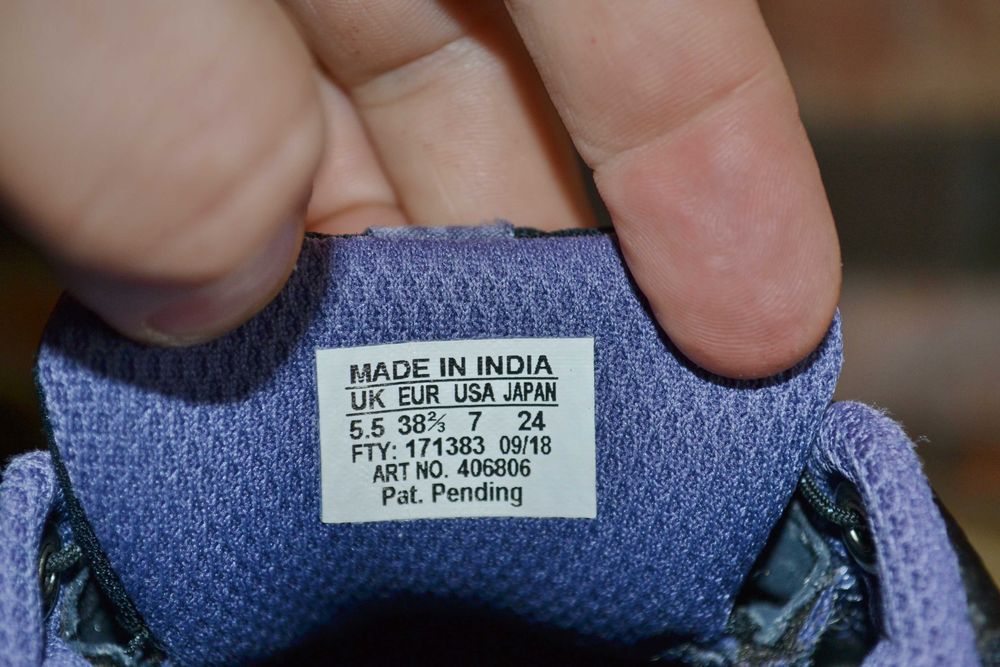 MADE IN INDIA
UK EUR USA JAPAN
5.5 38⅔ 7 24
FTY: 171383 09/18
ART NO. 406806
Pat. Pending